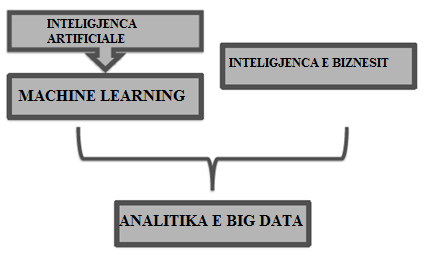 INTELIGJENCA
ARTIFICIALE
MACHINE LEARNING
INTELIGJENCA E BIZNESIT
ANALITIKA E BIG DATA